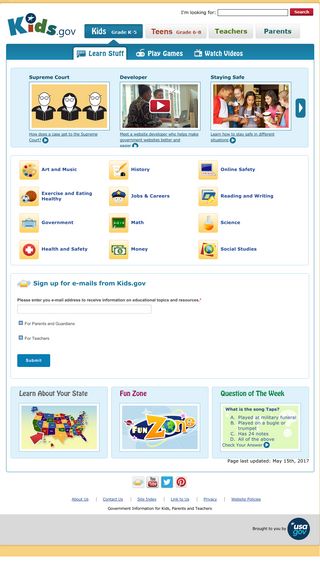 I'm looking for:
Search
Kids.gov
Kids Grade K-5
Teens Grade 6-8
Teachers
Parents
Learn Stuff
Play Games
Watch Videos
Supreme Court
Developer
Staying Safe
How does a case get to the Supreme
Court?
Meet a website developer who helps make
government websites better and
easier
Learn how to stay safe in different
situations
Art and Music
History
Online Safety
Exercise and Eating
Healthy
Jobs & Careers
Reading and Writing
Government
Math
Science
Health and Safety
Money
Social Studies
Sign up for e-mails from Kids.gov
Please enter you e-mail address to receive information on educational topics and resources.*
For Parents and Guardians
For Teachers
Submit
Learn About Your State
Fun Zone
Question of The Week
FUN ZONE
What is the song Taps?
A. Played at military funeral
B. Played on a bugle or
trumpet
C. Has 24 notes
D. All of the above
Check Your Answer
Page last updated: May 15th, 2017
You Tube
About Us | Contact Us | Site Index | Link to Us | Privacy | Website Policies
Government Information for Kids, Parents and Teachers
Brought to you by
usa
gov